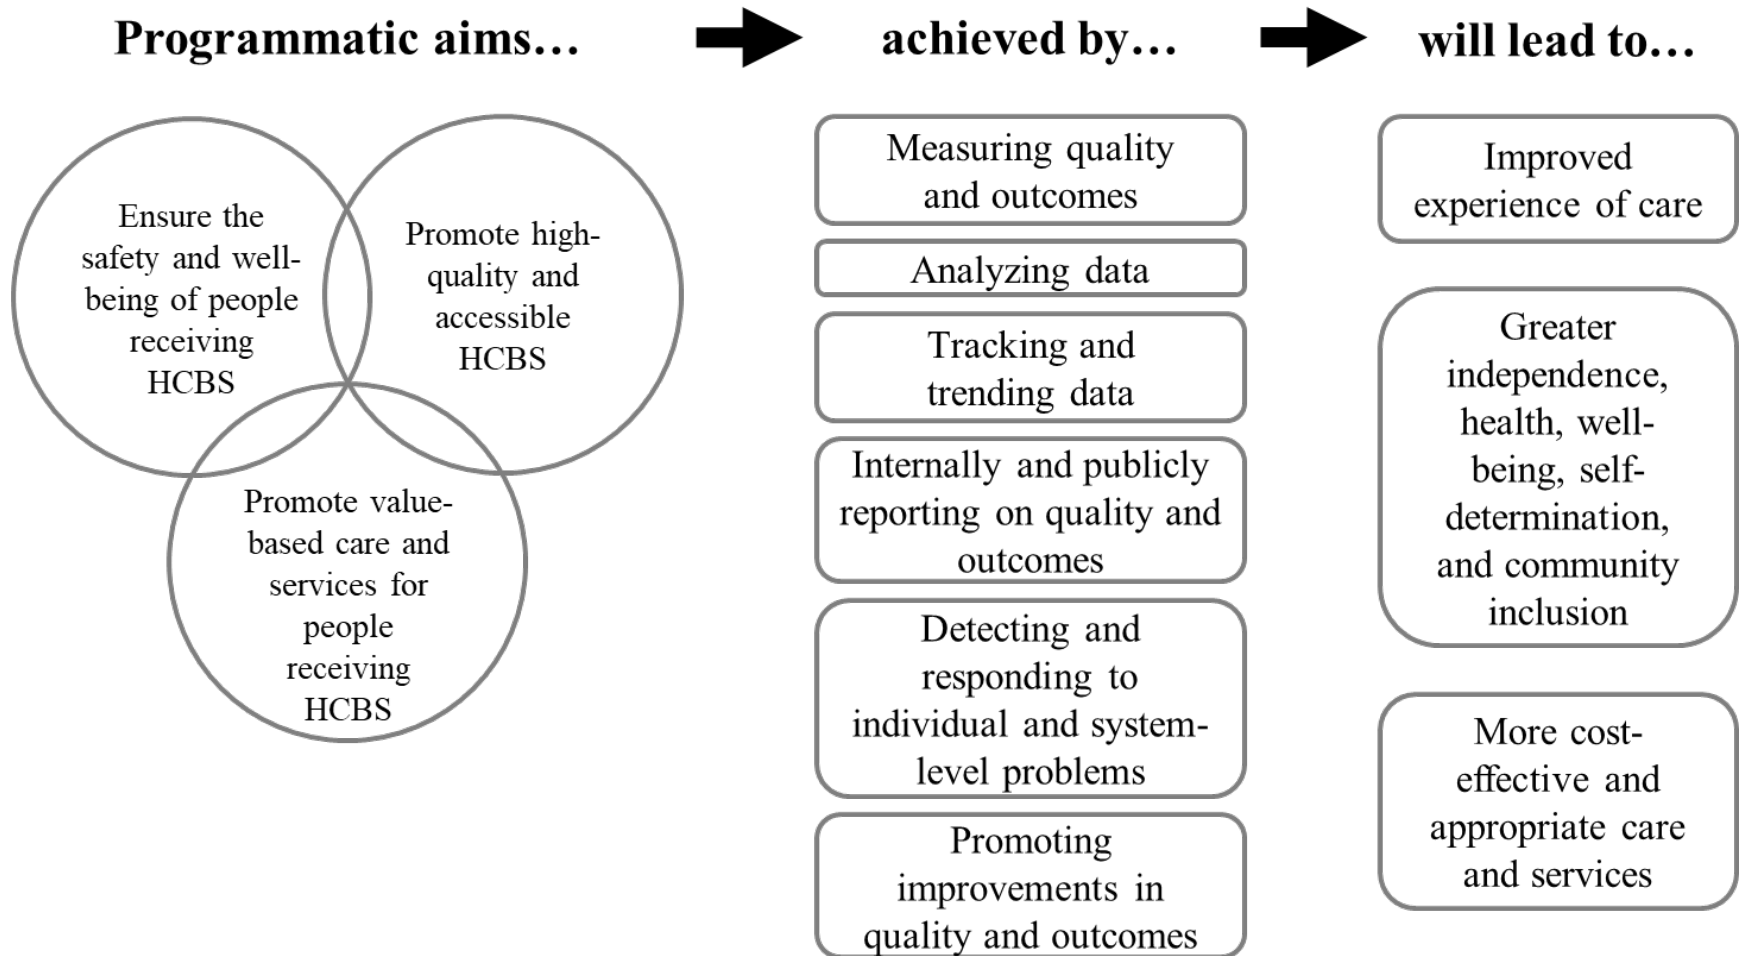 Programmatic aims…
achieved by…
will lead to…
Ensure the
safety and well-
being of people
receiving
HCBS
Promote high-
quality and
accessible
HCBS
Promote value-
based care and
services for
people
receiving
HCBS
Measuring quality
and outcomes
Analyzing data
Tracking and
trending data
Internally and publicly
reporting on quality and
outcomes
Detecting and
responding to
individual and system-
level problems
Promoting
improvements in
quality and outcomes
Improved
experience of care
Greater
independence,
health, well-
being, self-
determination,
and community
inclusion
More cost-
effective and
appropriate care
and services